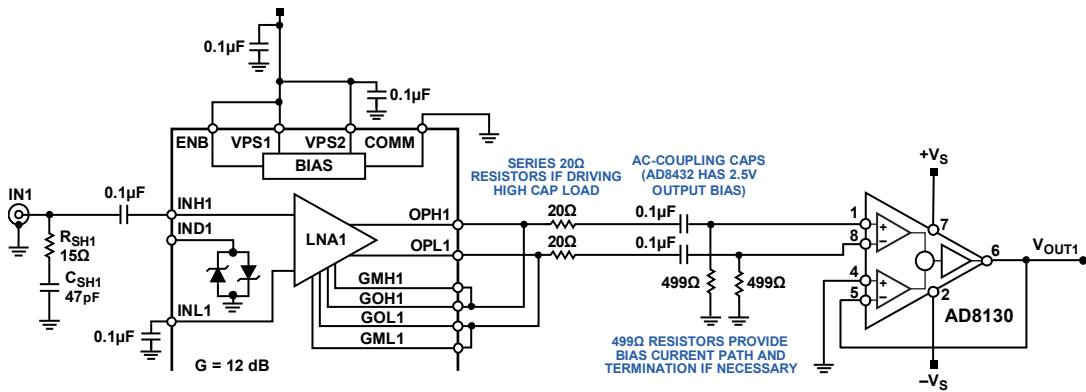 0.1µF
0.1µF
ENB
VPS1
VPS2
COMM
BIAS
SERIES 20Ω
RESISTORS IF DRIVING
HIGH CAP LOAD
AC-COUPLING CAPS
(AD8432 HAS 2.5V
OUTPUT BIAS)
+VS
IN1
0.1µF
INH1
IND1
RSH1
15Ω
CSH1
47pF
0.1µF
INL1
LNA1
OPH1
OPL1
GMH1
GOH1
GOL1
GML1
G = 12 dB
20Ω
20Ω
0.1µF
0.1µF
499Ω
499Ω
499Ω RESISTORS PROVIDE
BIAS CURRENT PATH AND
TERMINATION IF NECESSARY
1
8
4
5
7
6
2
+
−
+
−
VOUT1
AD8130
−VS